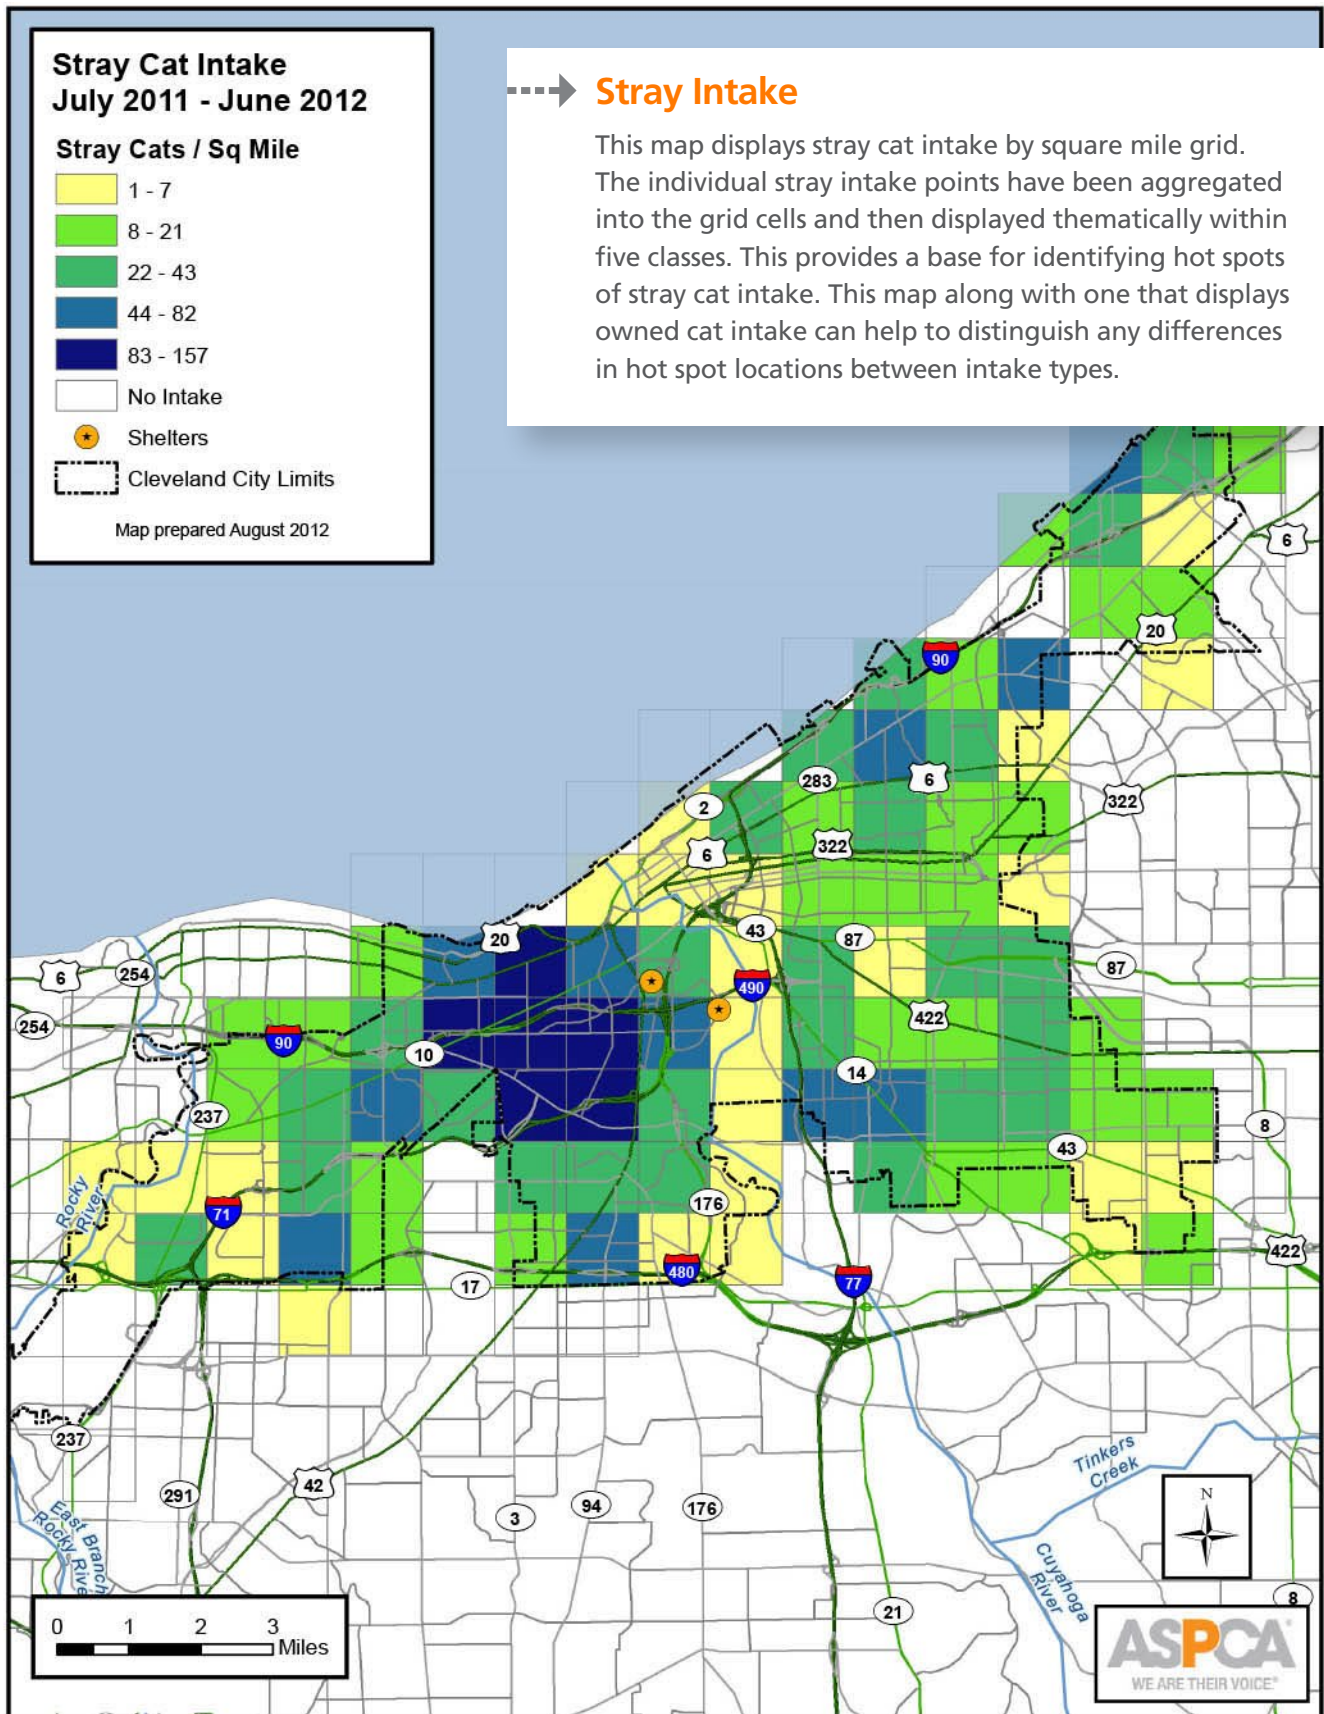 Stray Cat Intake
July 2011 - June 2012
Stray Cats / Sq Mile
1 - 7
8 - 21
22 - 43
44 - 82
83 - 157
No Intake
Shelters
Cleveland City Limits
Map prepared August 2012
Stray Intake
This map displays stray cat intake by square mile grid.
The individual stray intake points have been aggregated
into the grid cells and then displayed thematically within
five classes. This provides a base for identifying hot spots
of stray cat intake. This map along with one that displays
owned cat intake can help to distinguish any differences
in hot spot locations between intake types.
6
20
90
283
6
2
322
322
6
20
43
87
6
254
87
490
254
422
90
10
14
237
8
43
Rocky
River
176
71
422
480
77
17
237
Tinkers
Creek
42
291
94
176
3
N
East Branch
Rocky River
Cuyahoga
River
8
21
0 1 2 3
Miles
ASPCA®
WE ARE THEIR VOICE®